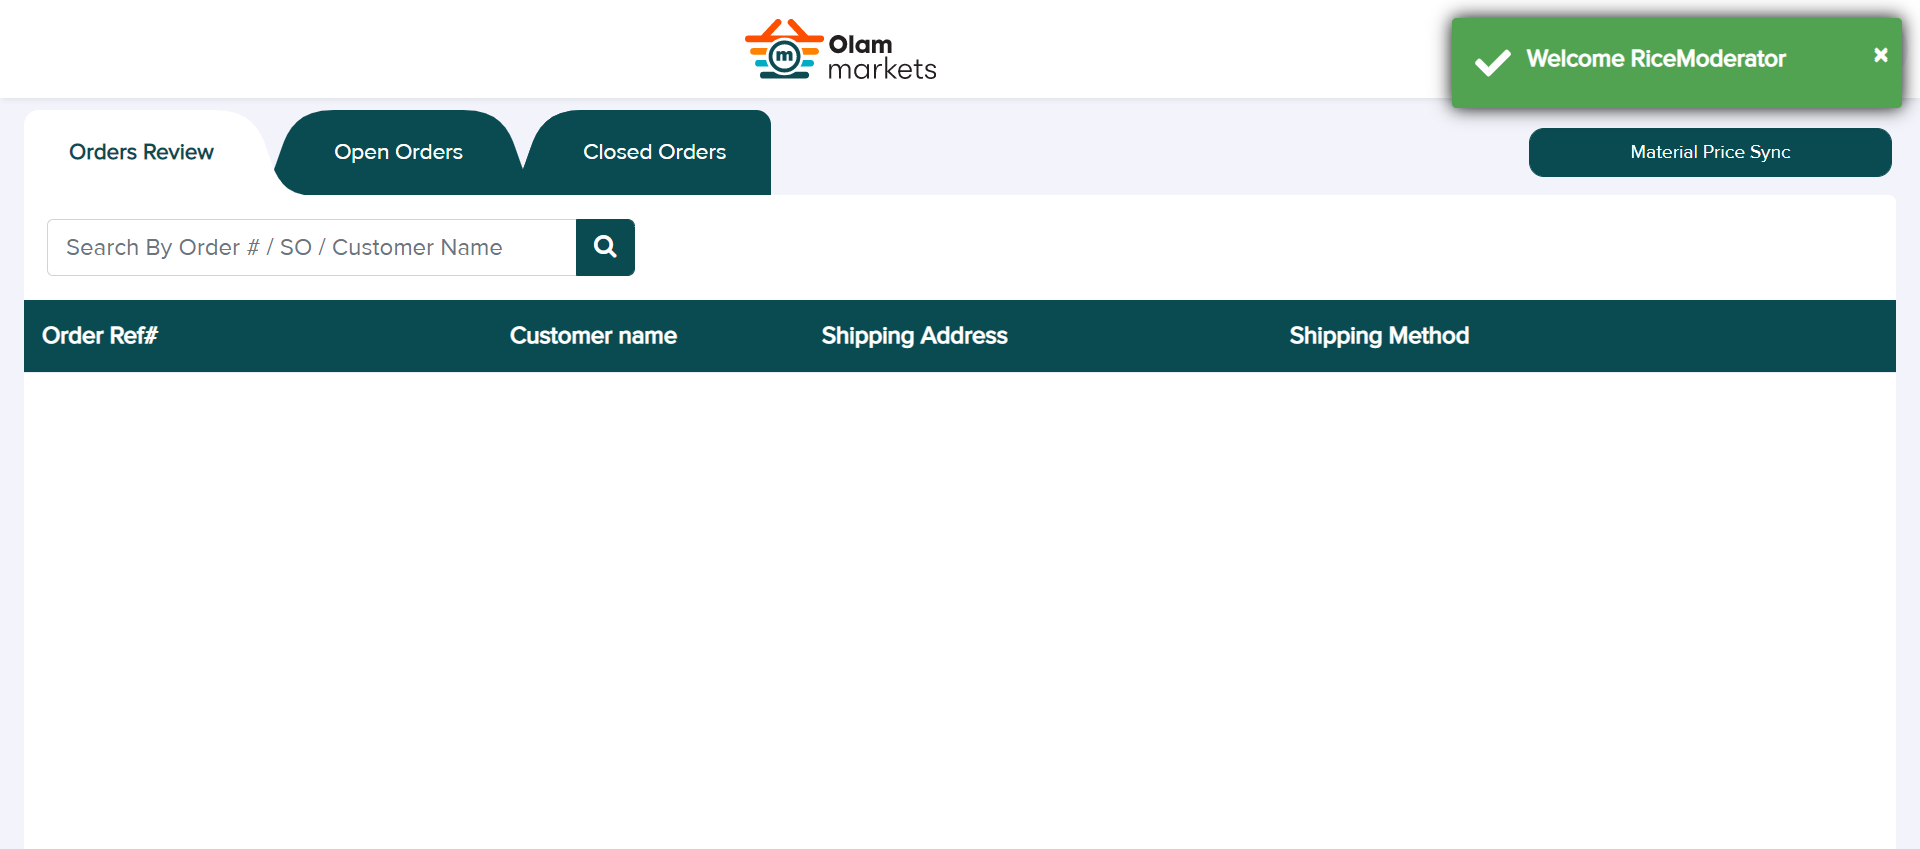 m
Olam
markets
Welcome RiceModerator
×
Orders Review
Open Orders
Closed Orders
Material Price Sync
Search By Order # / SO / Customer Name
Order Ref#
Customer name
Shipping Address
Shipping Method